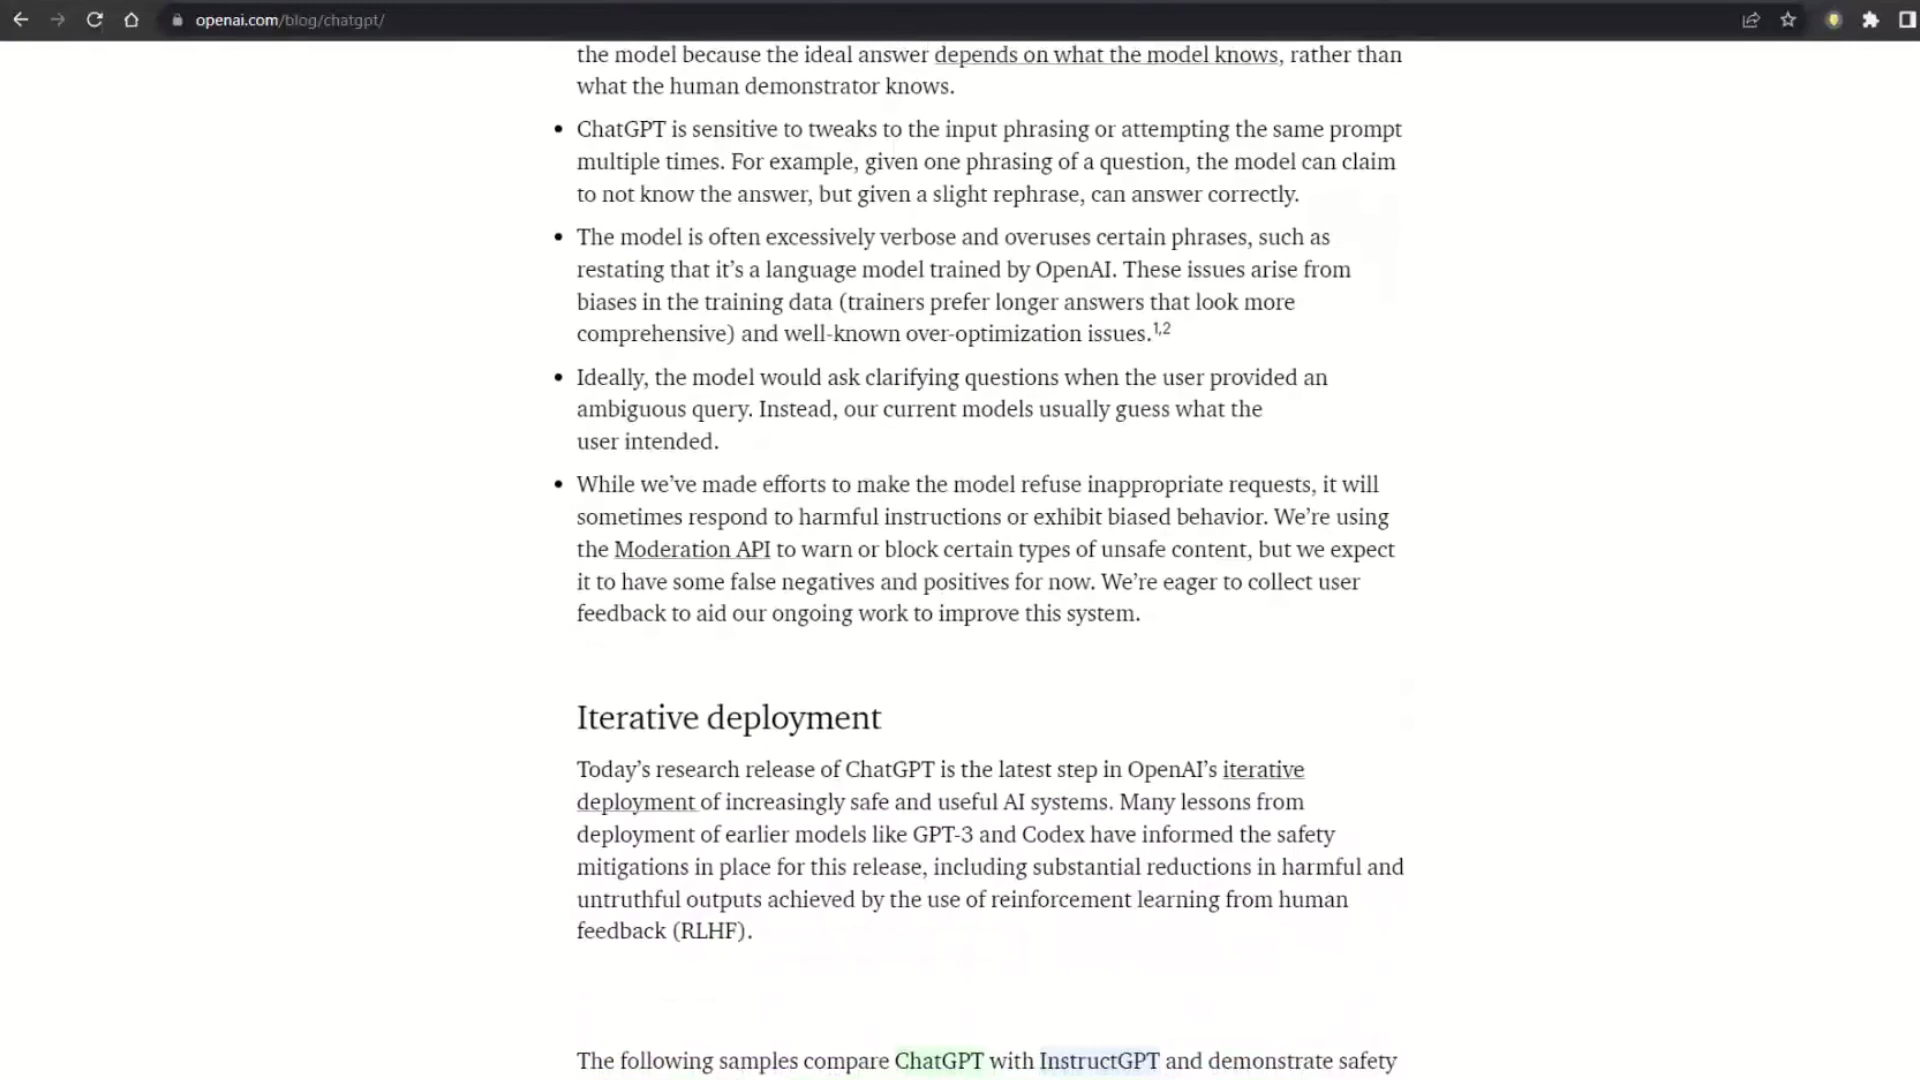 openai.com/blog/chatgpt/
the model because the ideal answer depends on what the model knows, rather than
what the human demonstrator knows.
• ChatGPT is sensitive to tweaks to the input phrasing or attempting the same prompt
multiple times. For example, given one phrasing of a question, the model can claim
to not know the answer, but given a slight rephrase, can answer correctly.
• The model is often excessively verbose and overuses certain phrases, such as
restating that it’s a language model trained by OpenAI. These issues arise from
biases in the training data (trainers prefer longer answers that look more
comprehensive) and well-known over-optimization issues.1,2
• Ideally, the model would ask clarifying questions when the user provided an
ambiguous query. Instead, our current models usually guess what the
user intended.
• While we’ve made efforts to make the model refuse inappropriate requests, it will
sometimes respond to harmful instructions or exhibit biased behavior. We’re using
the Moderation API to warn or block certain types of unsafe content, but we expect
it to have some false negatives and positives for now. We’re eager to collect user
feedback to aid our ongoing work to improve this system.
Iterative deployment
Today’s research release of ChatGPT is the latest step in OpenAI’s iterative
deployment of increasingly safe and useful AI systems. Many lessons from
deployment of earlier models like GPT-3 and Codex have informed the safety
mitigations in place for this release, including substantial reductions in harmful and
untruthful outputs achieved by the use of reinforcement learning from human
feedback (RLHF).
The following samples compare ChatGPT with InstructGPT and demonstrate safety